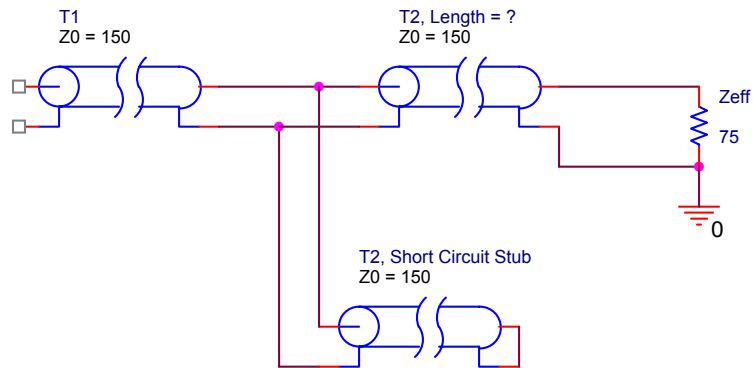 T1
Z0 = 150
T2, Length = ?
Z0 = 150
Zeff
75
0
T2, Short Circuit Stub
Z0 = 150